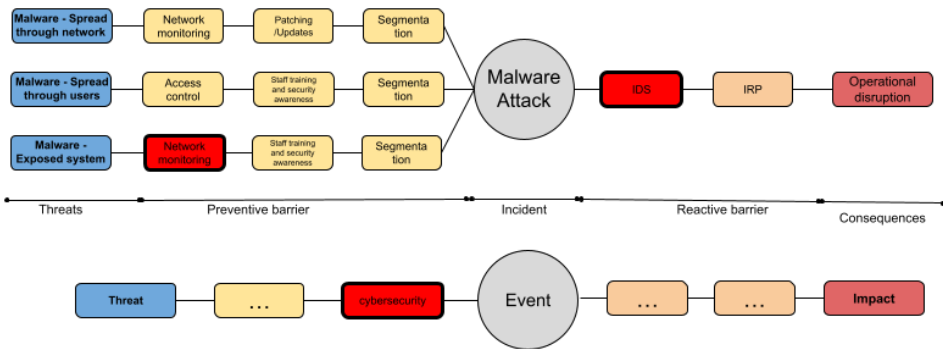 Malware - Spread
through network
Network
monitoring
Patching
/Updates
Segmenta
tion
Malware - Spread
through users
Access
control
Staff training
and security
awareness
Segmenta
tion
Malware
Attack
IDS
IRP
Operational
disruption
Malware -
Exposed system
Network
monitoring
Staff training
and security
awareness
Segmenta
tion
Threats
Preventive barrier
Incident
Reactive barrier
Consequences
Threat
...
cybersecurity
Event
...
...
Impact